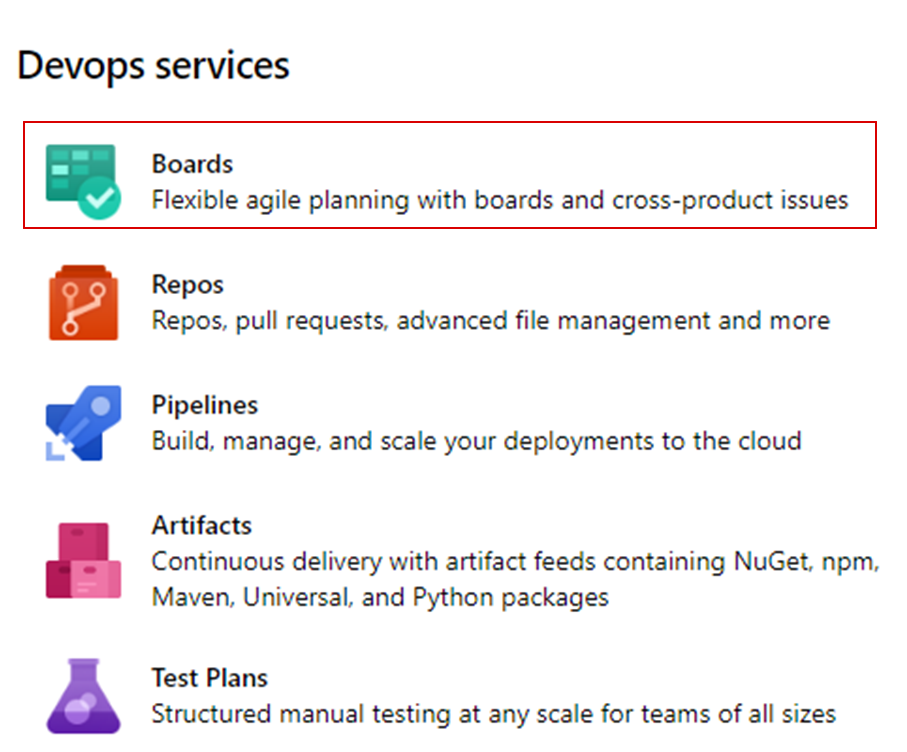 Devops services
Boards
Flexible agile planning with boards and cross-product issues
Repos
Repos, pull requests, advanced file management and more
Pipelines
Build, manage, and scale your deployments to the cloud
Artifacts
Continuous delivery with artifact feeds containing NuGet, npm,
Maven, Universal, and Python packages
Test Plans
Structured manual testing at any scale for teams of all sizes